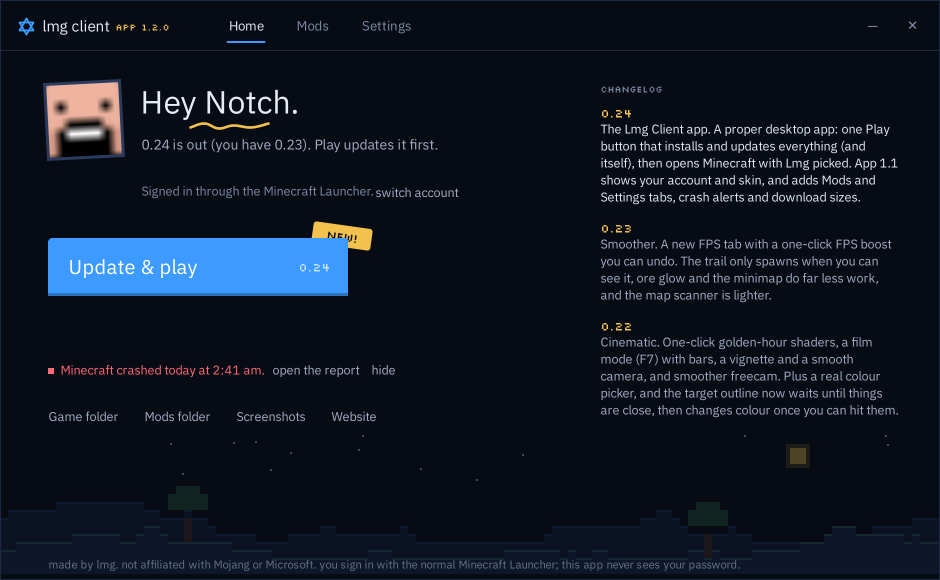 lmg client APP 1.2.0 Home Mods Settings
Hey Notch.
0.24 is out (you have 0.23). Play updates it first.
Signed in through the Minecraft Launcher. switch account
NEW!
Update & play 0.24
Minecraft crashed today at 2:41 am. open the report hide
Game folder Mods folder Screenshots Website
CHANGELOG
0.24
The Lmg Client app. A proper desktop app: one Play
button that installs and updates everything (and
itself), then opens Minecraft with Lmg picked. App 1.1
shows your account and skin, and adds Mods and
Settings tabs, crash alerts and download sizes.
0.23
Smoother. A new FPS tab with a one-click FPS boost
you can undo. The trail only spawns when you can
see it, ore glow and the minimap do far less work,
and the map scanner is lighter.
0.22
Cinematic. One-click golden-hour shaders, a film
mode (F7) with bars, a vignette and a smooth
camera, and smoother freecam. Plus a real colour
picker, and the target outline now waits until things
are close, then changes colour once you can hit them.
made by lmg. not affiliated with Mojang or Microsoft. you sign in with the normal Minecraft Launcher; this app never sees your password.